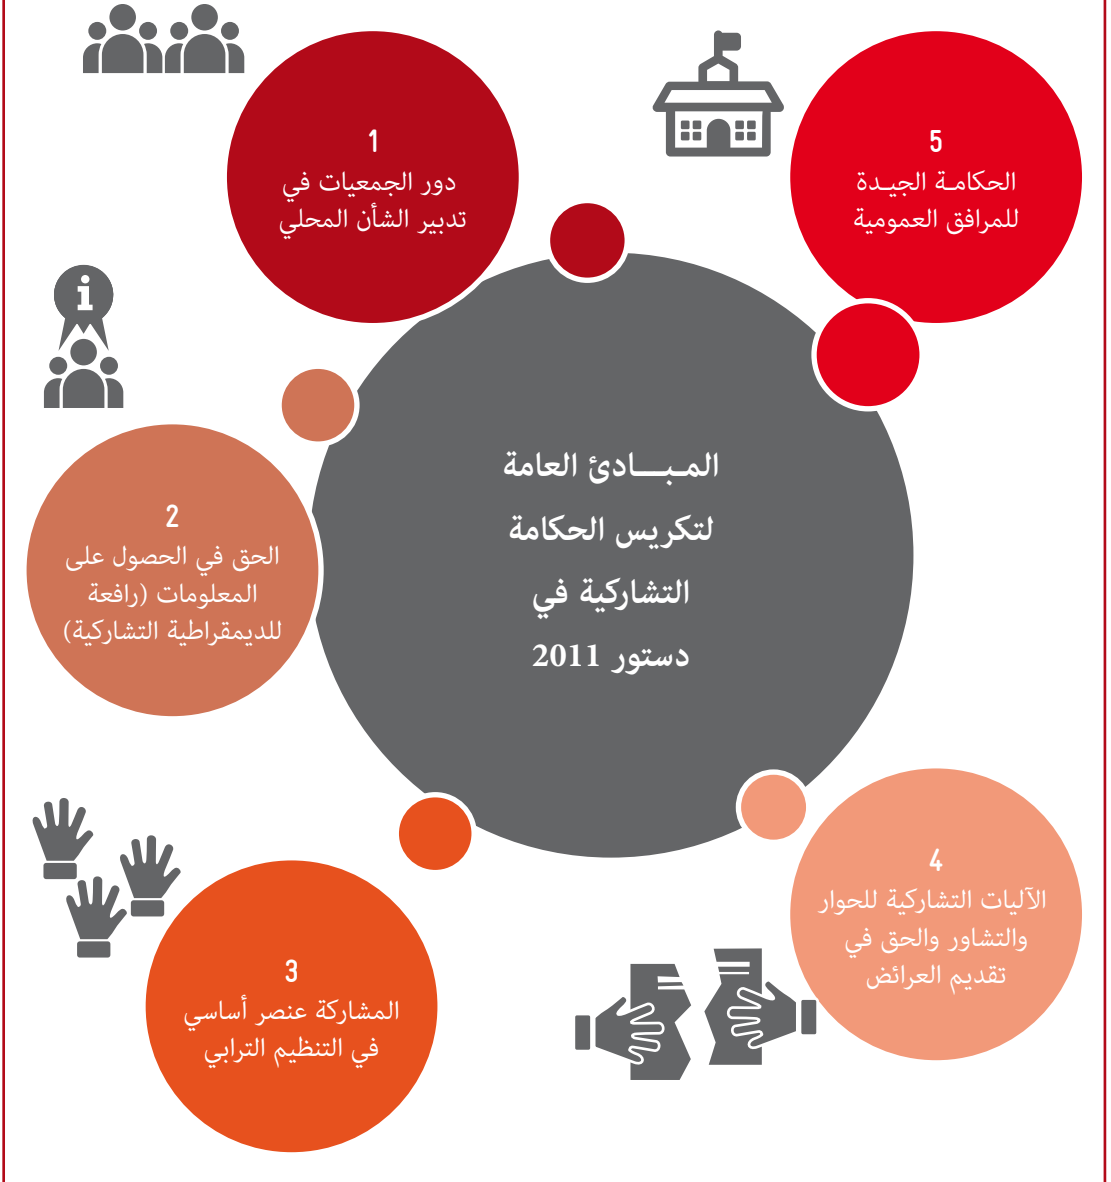 المـبـــادئ العامة
لتكريس الحكامة
التشاركية في
دستور 2011
1
دور الجمعيات في
تدبير الشأن المحلي
2
الحق في الحصول على
المعلومات (رافعة
للديمقراطية التشاركية)
3
المشاركة عنصر أساسي
في التنظيم الترابي
4
الآليات التشاركية للحوار
والتشاور والحق في
تقديم العرائض
5
الحكامـة الجيـدة
للمرافق العمومية